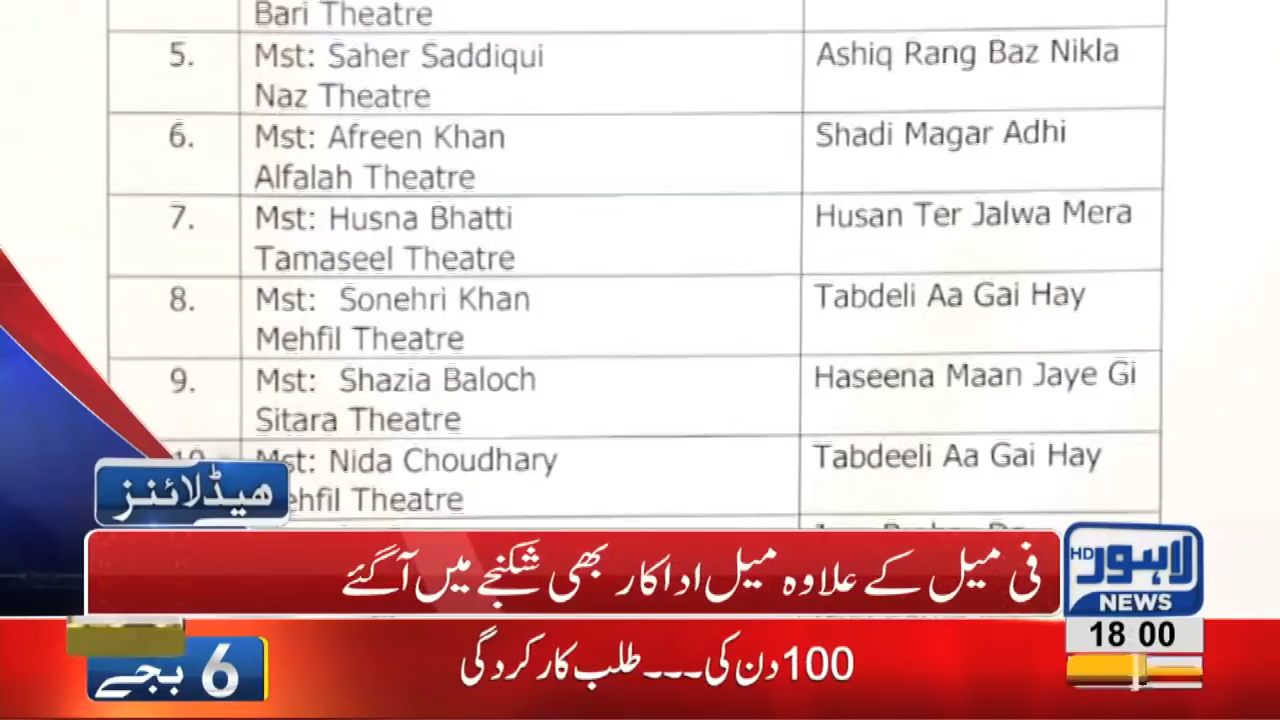 Bari Theatre
5. Mst: Saher Saddiqui Ashiq Rang Baz Nikla
Naz Theatre
6. Mst: Afreen Khan Shadi Magar Adhi
Alfalah Theatre
7. Mst: Husna Bhatti Husan Ter Jalwa Mera
Tamaseel Theatre
8. Mst: Sonehri Khan Tabdeli Aa Gai Hay
Mehfil Theatre
9. Mst: Shazia Baloch Haseena Maan Jaye Gi
Sitara Theatre
Mst: Nida Choudhary Tabdeeli Aa Gai Hay
ehfil Theatre
ہیڈلائنز
فی میل کے علاوہ میل اداکار بھی شکنجے میں آگئے
HD لاہور
NEWS
18 00
100 دن کی ۔۔۔ طلب کارکردگی
6 بجے